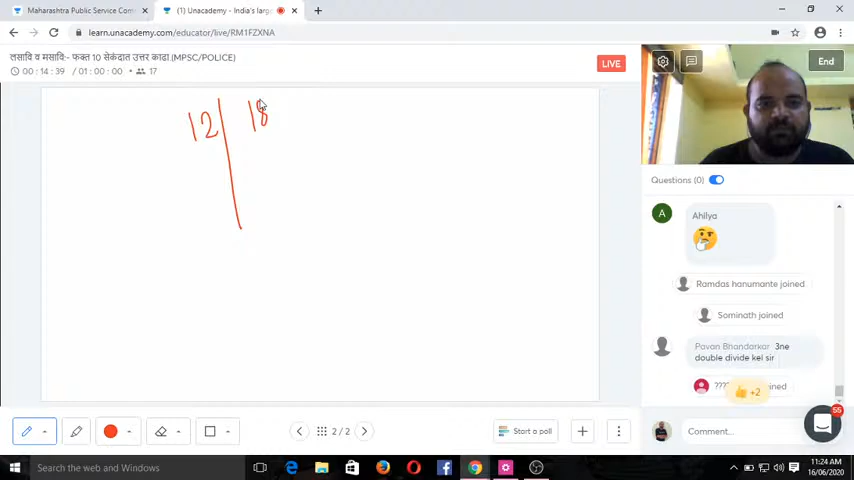 Maharashtra Public Service Com
(1) Unacademy - India's larg
learn.unacademy.com/educator/live/RM1FZXNA
लसावि व मसावि:- फक्त 10 सेकंदात उत्तर काढा.(MPSC/POLICE)
00 : 14 : 39 / 01 : 00 : 00 • 17
LIVE
End
12 18
Questions (0)
A
Ahilya
Ramdas hanumante joined
Sominath joined
Pavan Bhandarkar 3ne
double divide kel sir
???? ined
+2
55
2 / 2
Start a poll
Comment...
Search the web and Windows
11:24 AM
16/06/2020